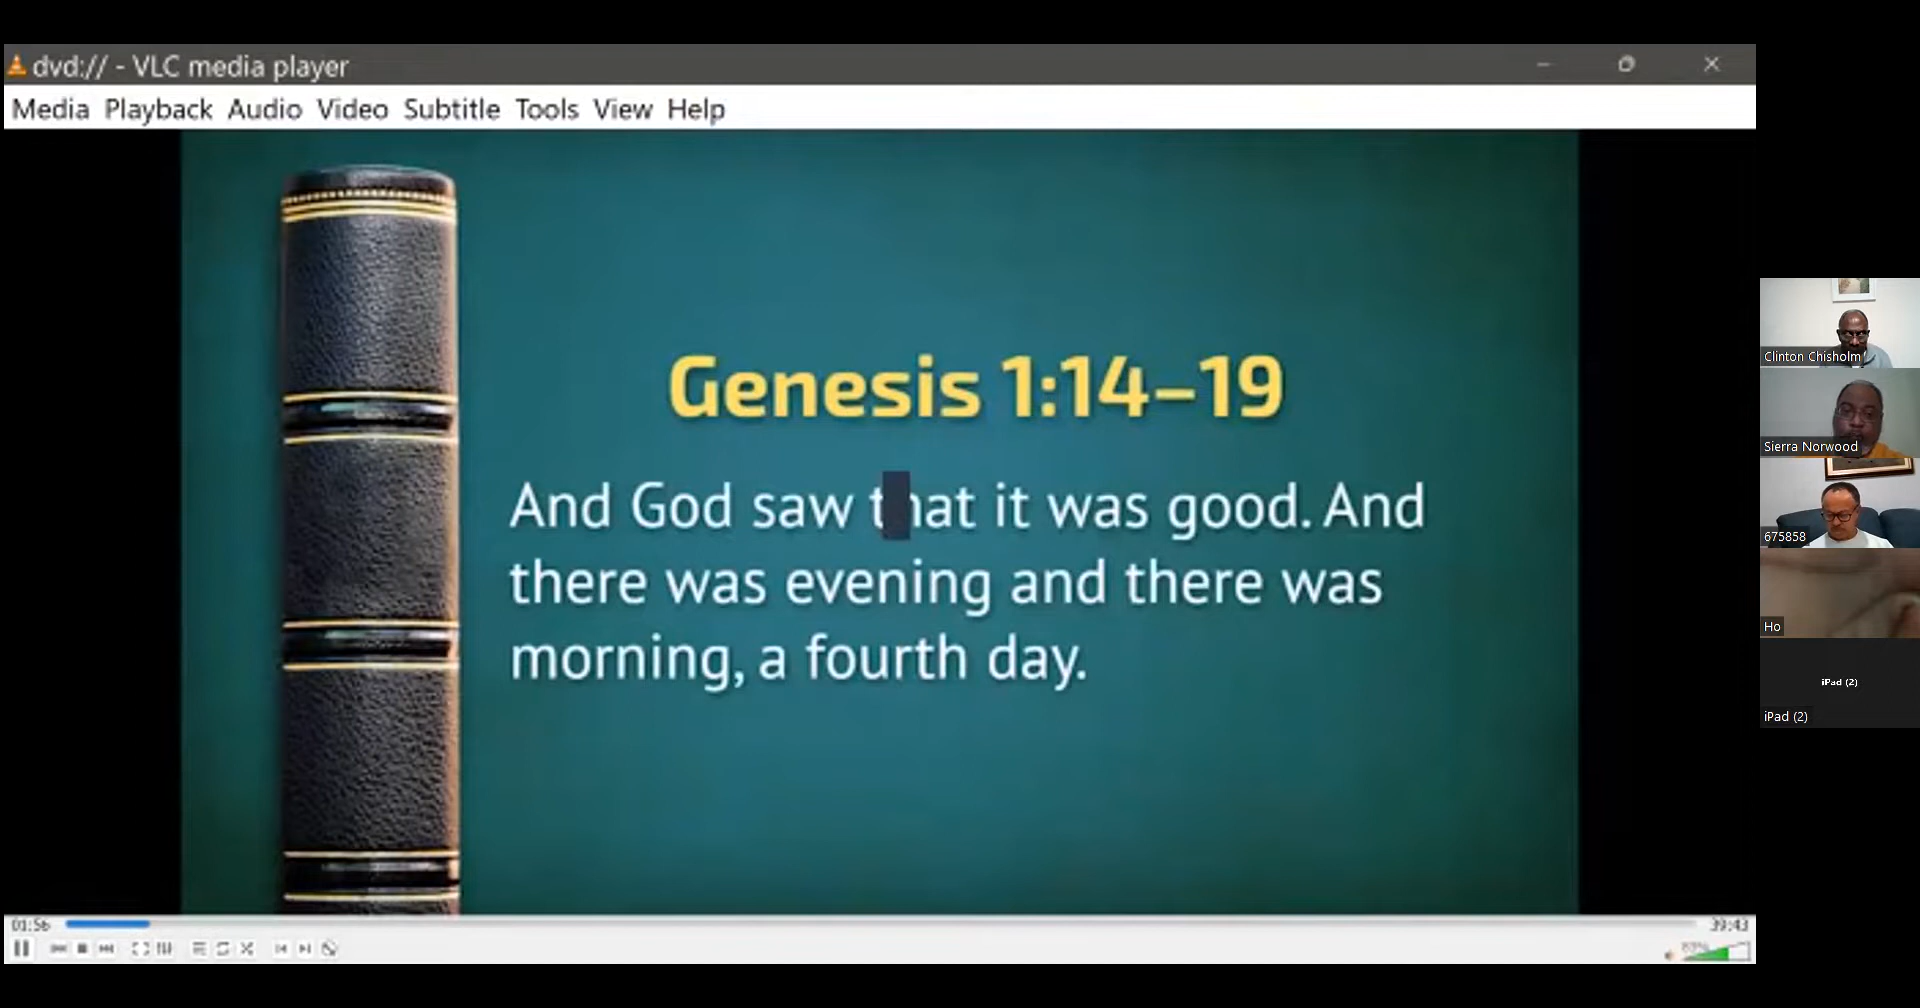 dvd:// - VLC media player
Media Playback Audio Video Subtitle Tools View Help
Genesis 1:14–19
And God saw that it was good. And
there was evening and there was
morning, a fourth day.
01:56
39:43
Clinton Chisholm
Sierra Norwood
675858
Ho
iPad (2)
iPad (2)